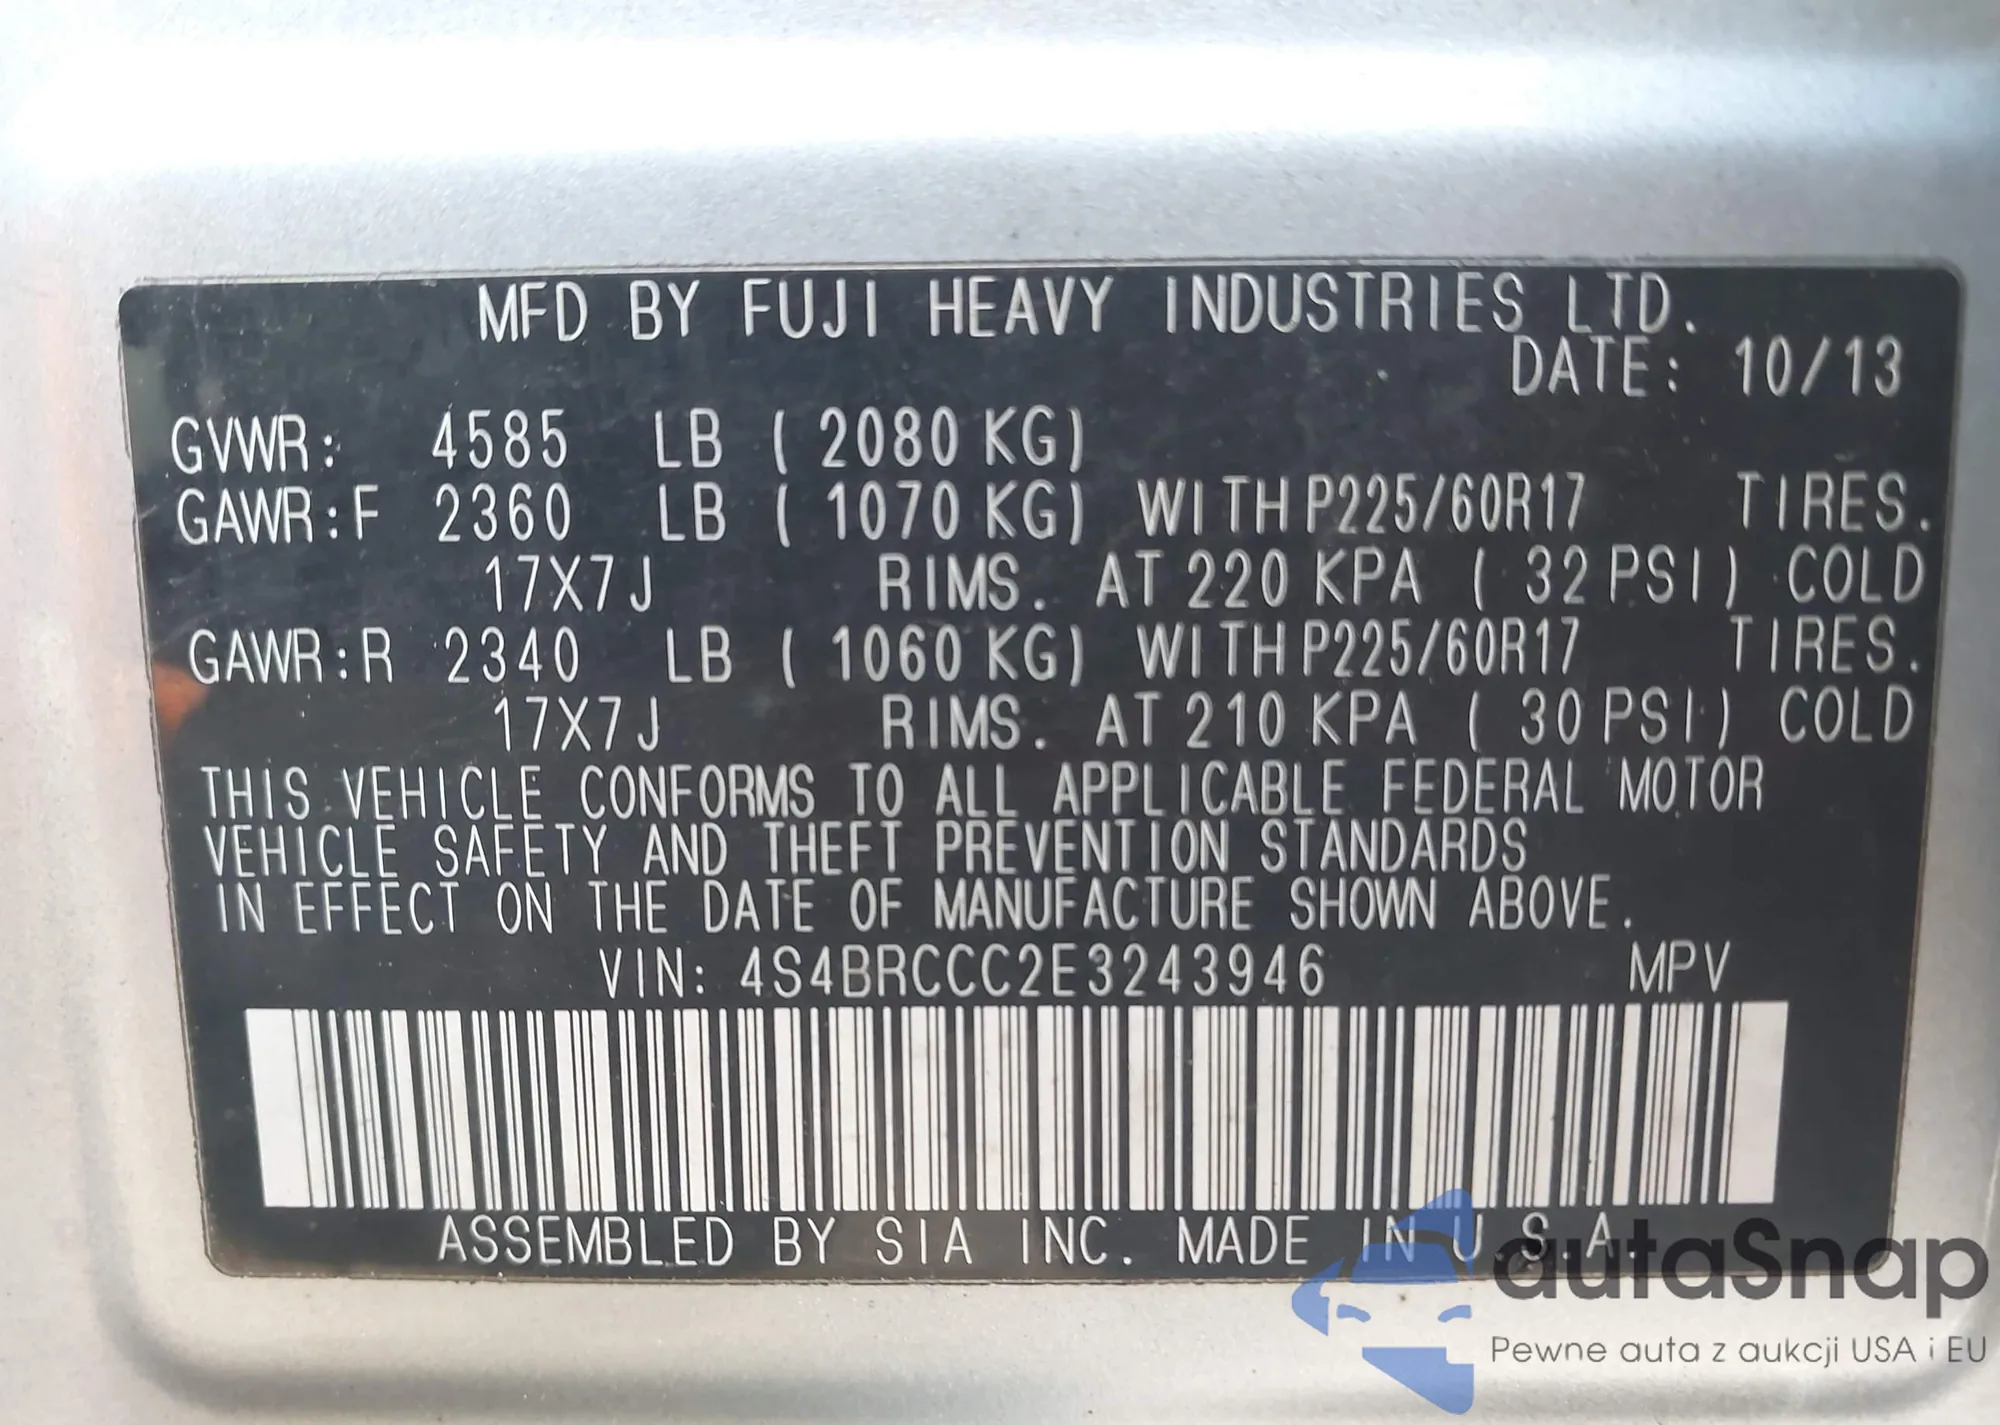 MFD BY FUJI HEAVY INDUSTRIES LTD.
DATE: 10/13
GVWR: 4585 LB ( 2080 KG)
GAWR:F 2360 LB ( 1070 KG) WITH P225/60R17 TIRES.
17X7J RIMS. AT 220 KPA ( 32 PSI) COLD
GAWR:R 2340 LB ( 1060 KG) WITH P225/60R17 TIRES.
17X7J RIMS. AT 210 KPA ( 30 PSI) COLD
THIS VEHICLE CONFORMS TO ALL APPLICABLE FEDERAL MOTOR
VEHICLE SAFETY AND THEFT PREVENTION STANDARDS
IN EFFECT ON THE DATE OF MANUFACTURE SHOWN ABOVE.
VIN: 4S4BRCCC2E3243946 MPV
ASSEMBLED BY SIA INC. MADE IN U.S.A.
autaSnap
Pewne auta z aukcji USA i EU